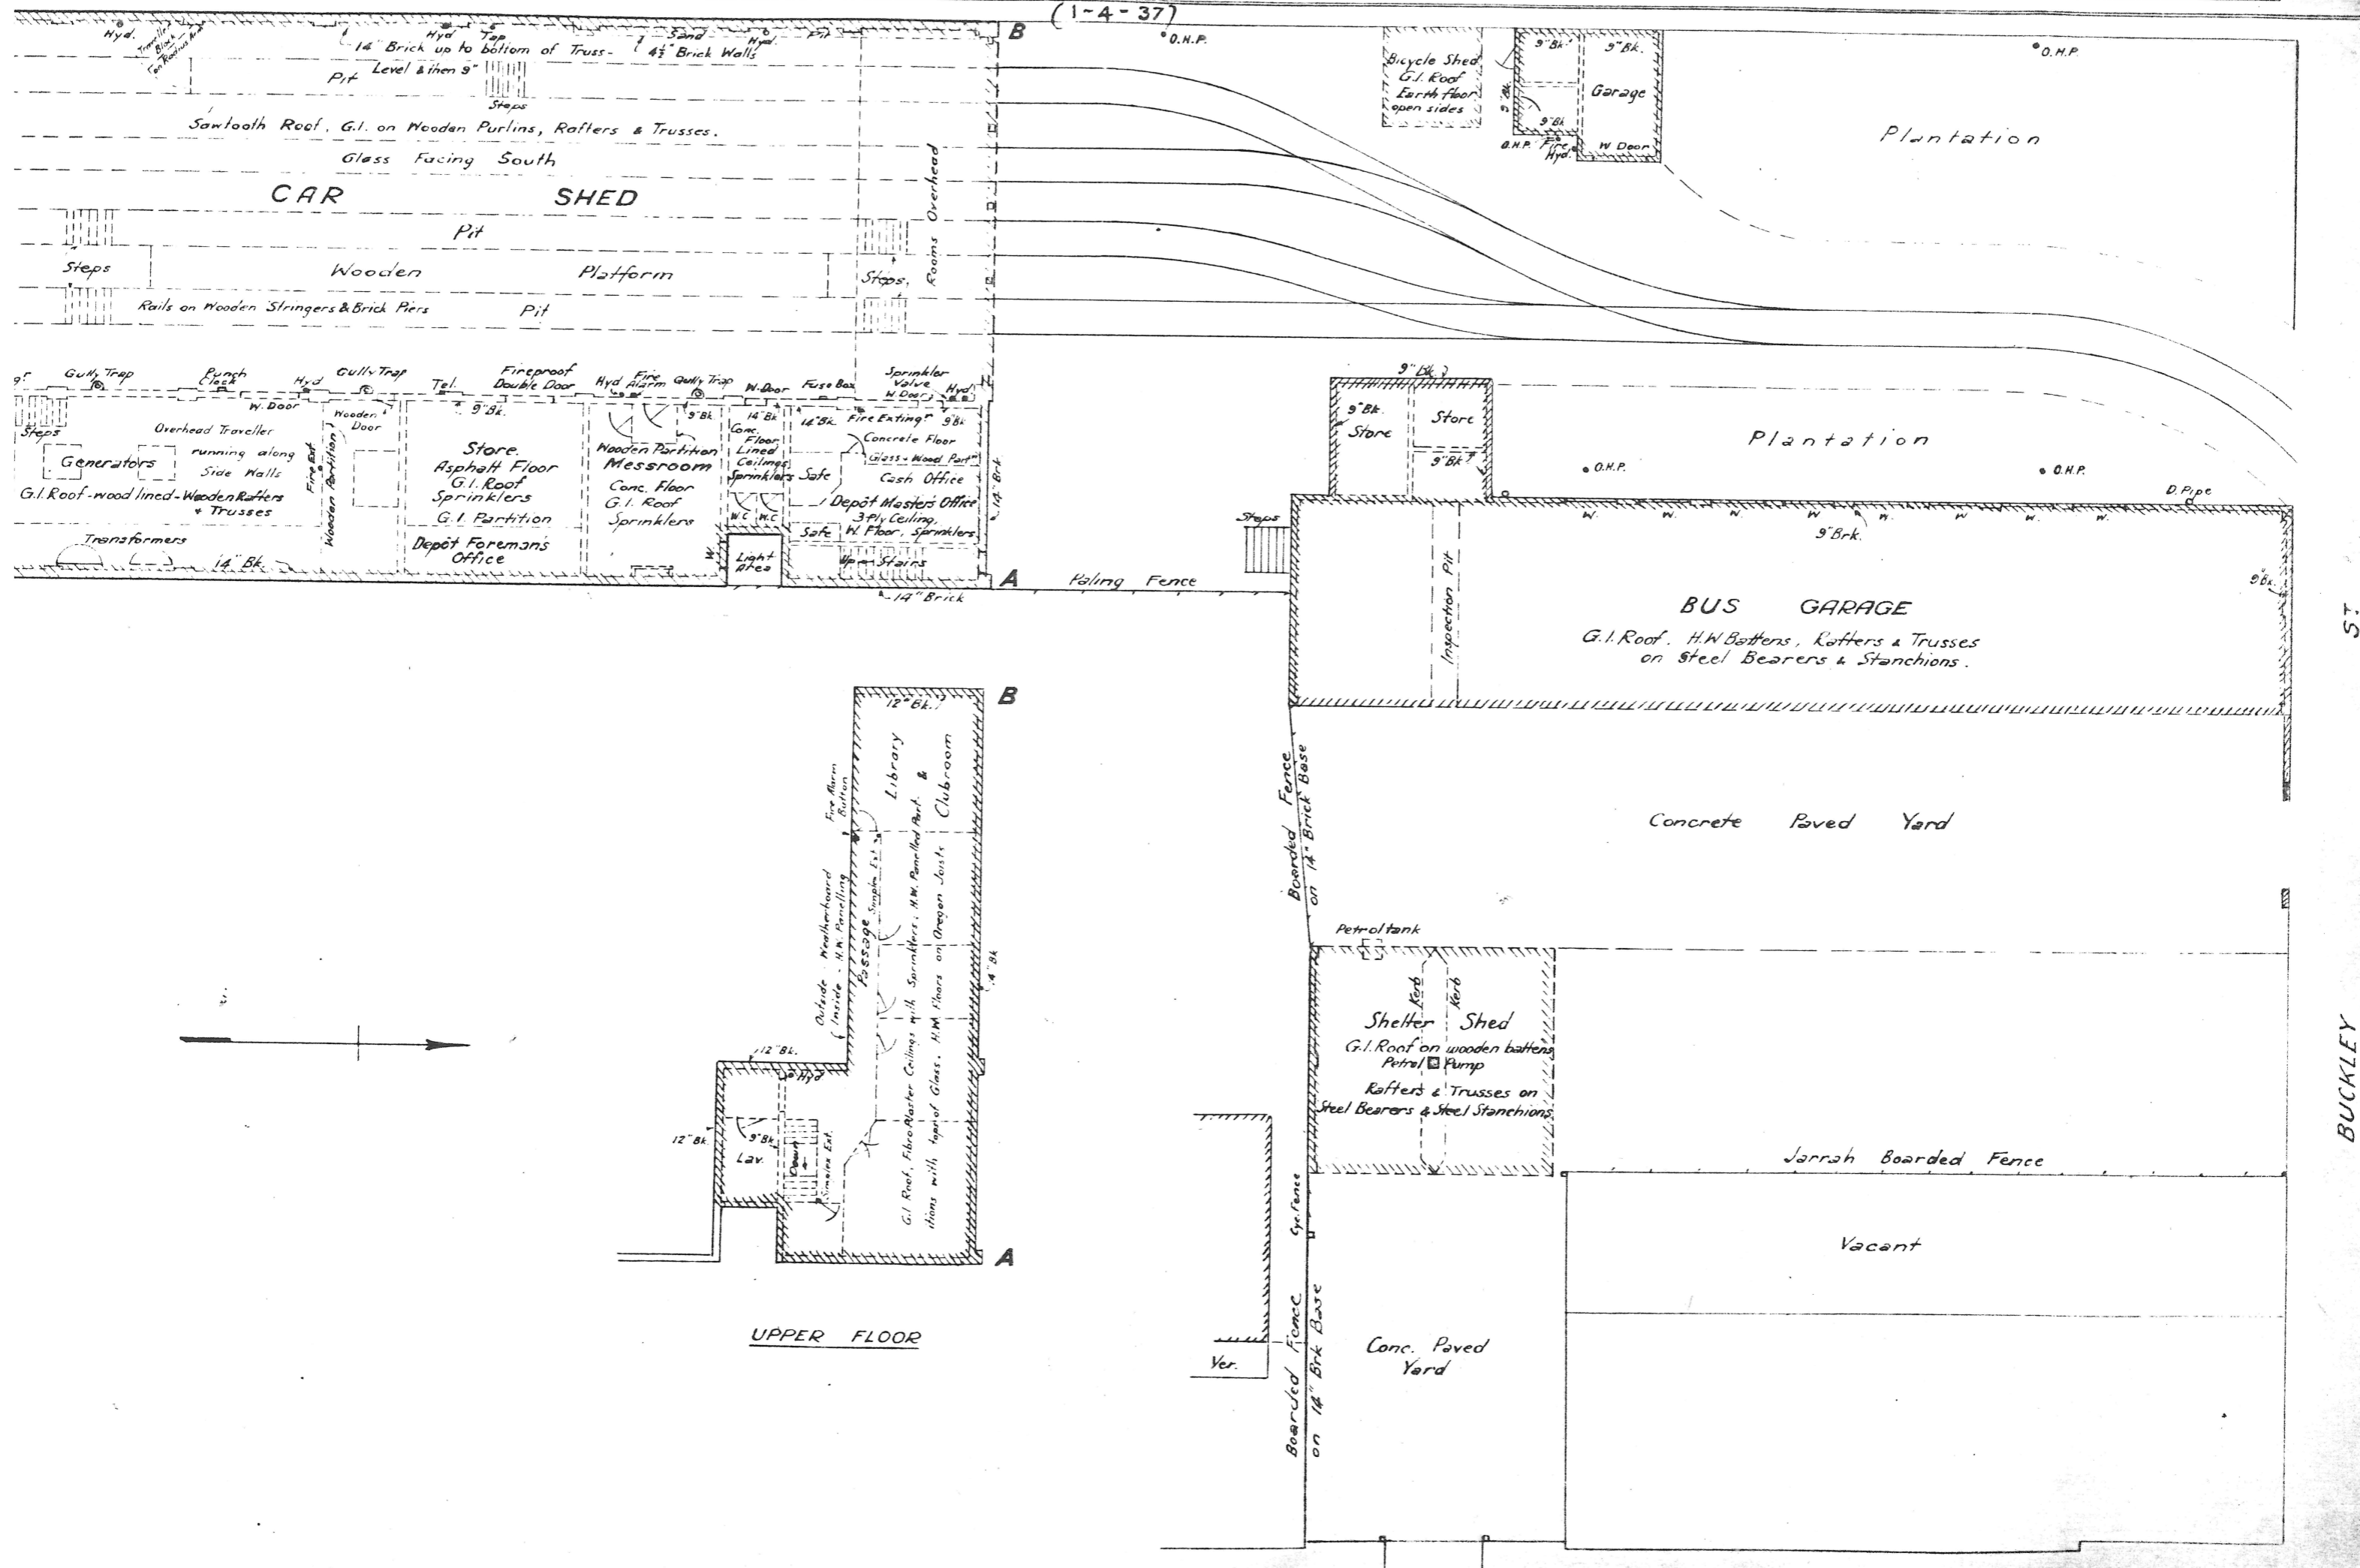 (1-4-37)
Hyd.
Hyd
Tap
Sand
Hyd.
Pit
B
14" Brick up to bottom of Truss -
4½" Brick Walls
Level & then 9"
Pit
Steps
Sawtooth Roof, G.I. on Wooden Purlins, Rafters & Trusses.
Glass Facing South
CAR SHED
Pit
Steps
Wooden Platform
Steps.
Rooms Overhead
Rails on Wooden Stringers & Brick Piers
Pit
O.H.P.
Bicycle Shed
G.I. Roof
Earth floor
open sides
9" Bk.
9" Bk.
9" Bk.
9" Bk
Garage
O.H.P.
Fire
Hyd.
W Door
O.H.P.
Plantation
Gully Trap
Punch
Clock
Hyd
Gully Trap
Tel.
Fireproof
Double Door
Hyd
Fire
Alarm
Gully Trap
W. Door
Fuse Box
Sprinkler
Valve
W. Door
Hyd.
Steps
W. Door
Overhead Traveller
running along
Side Walls
Generators
G.I. Roof - wood lined - Wooden Rafters
+ Trusses
Transformers
14" Bk.
Fire Ext
Wooden Partition
Wooden
Door
9" Bk.
Store.
Asphalt Floor
G.I. Roof
Sprinklers
G.I. Partition
Depôt Foreman's
Office
9" Bk
Wooden Partition
Messroom
Conc. Floor
G.I. Roof
Sprinklers
14" Bk
Conc.
Floor
Lined
Ceilings
Sprinklers
W.C
W.C
W
Light
Area
14" Bk
Fire Exting^r
9" Bk
Concrete Floor
Glass & Wood Part^n
Safe
Cash Office
Depôt Master's Office
3 Ply Ceiling,
W. Floor, Sprinklers
Safe
Up Stairs
14" Brk
A
14" Brick
Paling Fence
9" Bk.
9" Bk.
Store
Store
9" Bk
Plantation
O.H.P.
O.H.P.
D. Pipe
Steps
W.
W.
W.
W
W.
W
W.
W.
9" Brk.
9" Bk.
Inspection Pit
BUS GARAGE
G.I. Roof. H.W Battens, Rafters & Trusses
on Steel Bearers & Stanchions.
BUCKLEY ST.
B
12" Bk.
Library & Clubroom
Fire Alarm
Button
Outside - Weatherboard
Inside - H.W. Panelling
Passage
Simplex Ext
G.I. Roof, Fibro Plaster Ceilings with Sprinklers, H.W. Panelled Part-
itions with tops of Glass. H.W. Floors on Oregon Joists
12" Bk.
Hyd
12" Bk.
9" Bk
Lav.
Down
Simplex Ext.
A
UPPER FLOOR
Boarded Fence
on 14" Brick Base
Concrete Paved Yard
Petrol tank
Kerb
Kerb
Shelter Shed
G.I. Roof on wooden battens
Petrol Pump
Rafters & Trusses on
Steel Bearers & Steel Stanchions
Jarrah Boarded Fence
Vacant
Cyc. Fence
Ver.
Boarded Fence
on 14" Brk Base
Conc. Paved
Yard